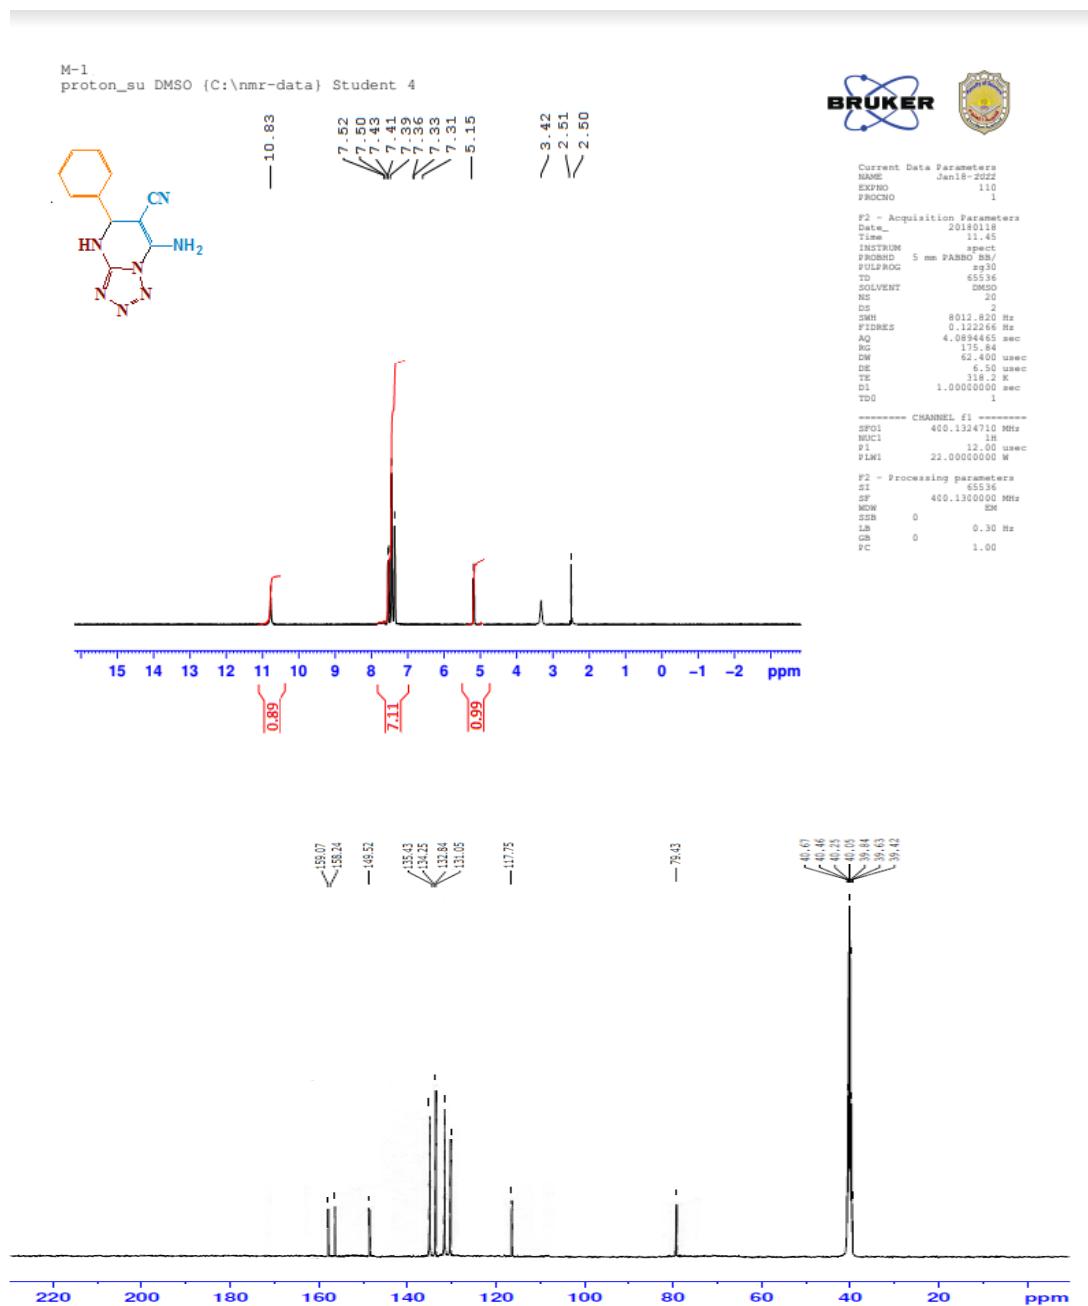 M-1
proton_su DMSO {C:\nmr-data} Student 4
10.83
7.52
7.50
7.43
7.41
7.39
7.36
7.33
7.31
5.15
3.42
2.51
2.50
BRUKER
CN
HN
NH2
N
N
N
N
Current Data Parameters
NAME Jan18-2022
EXPNO 110
PROCNO 1
F2 - Acquisition Parameters
Date_ 20180118
Time 11.45
INSTRUM spect
PROBHD 5 mm PABBO BB/
PULPROG zg30
TD 65536
SOLVENT DMSO
NS 20
DS 2
SWH 8012.820 Hz
FIDRES 0.122266 Hz
AQ 4.0894465 sec
RG 175.84
DW 62.400 usec
DE 6.50 usec
TE 318.2 K
D1 1.00000000 sec
TD0 1
======== CHANNEL f1 ========
SFO1 400.1324710 MHz
NUC1 1H
P1 12.00 usec
PLW1 22.00000000 W
F2 - Processing parameters
SI 65536
SF 400.1300000 MHz
WDW EM
SSB 0
LB 0.30 Hz
GB 0
PC 1.00
15 14 13 12 11 10 9 8 7 6 5 4 3 2 1 0 -1 -2 ppm
0.89
7.11
0.99
159.07
158.24
149.52
135.43
134.25
132.84
131.05
117.75
79.43
40.67
40.46
40.25
40.05
39.84
39.63
39.42
220 200 180 160 140 120 100 80 60 40 20 ppm